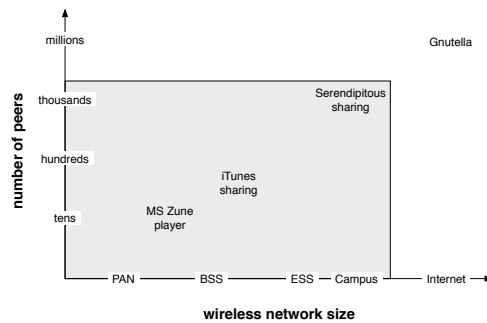 millions
Gnutella
thousands
Serendipitous
sharing
number of peers
hundreds
iTunes
sharing
tens
MS Zune
player
PAN
BSS
ESS
Campus
Internet
wireless network size